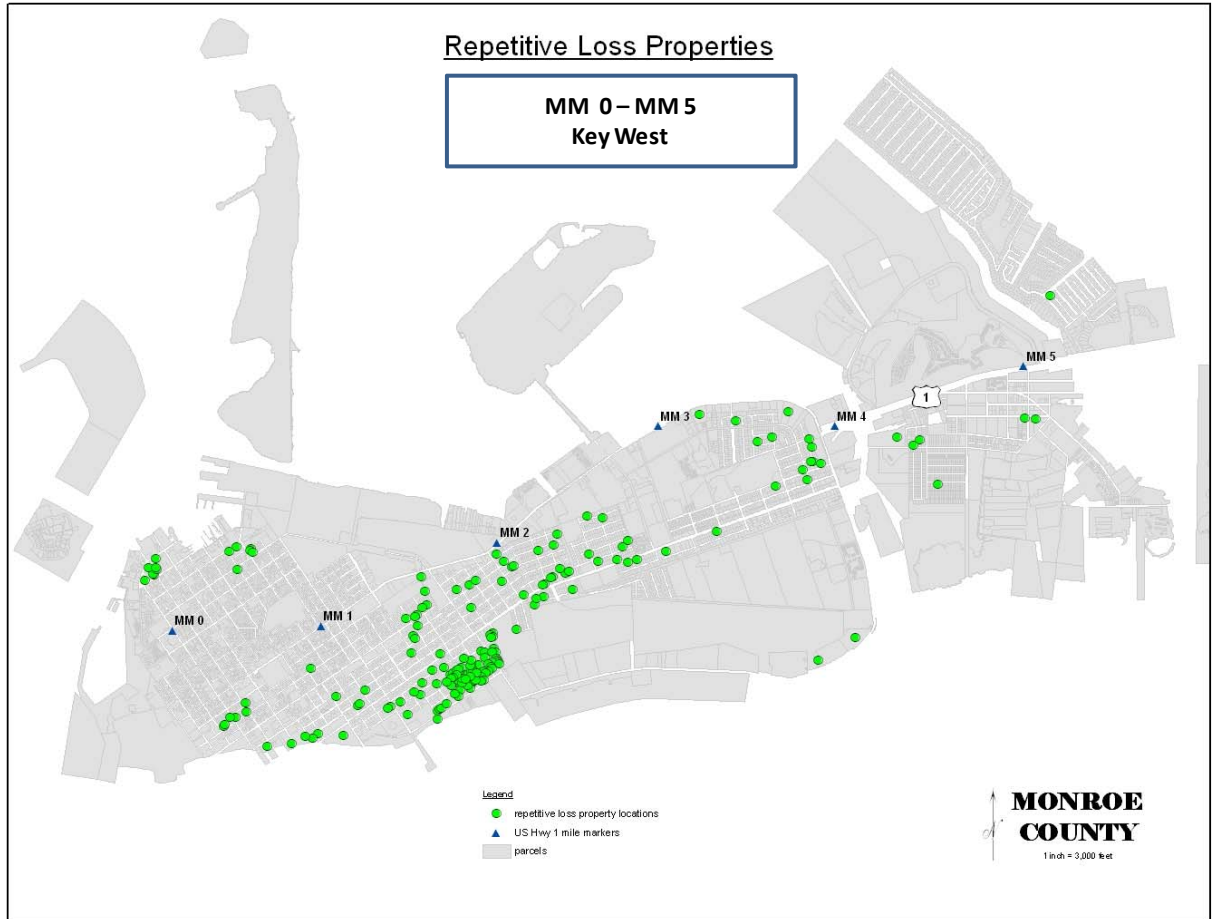 Repetitive Loss Properties
MM 0 – MM 5
Key West
MM 5
1
MM 3
MM 4
MM 2
MM 0
MM 1
Legend
repetitive loss property locations
US Hwy 1 mile markers
parcels
N
MONROE
COUNTY
1 inch = 3,000 feet